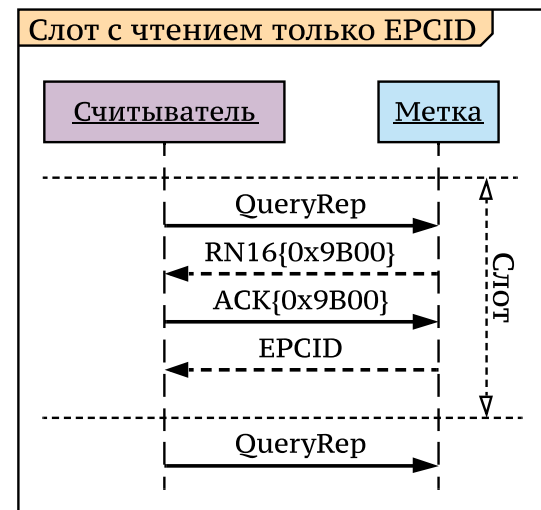 Слот с чтением только EPCID
Считыватель
Метка
QueryRep
RN16{0x9B00}
ACK{0x9B00}
EPCID
Слот
QueryRep